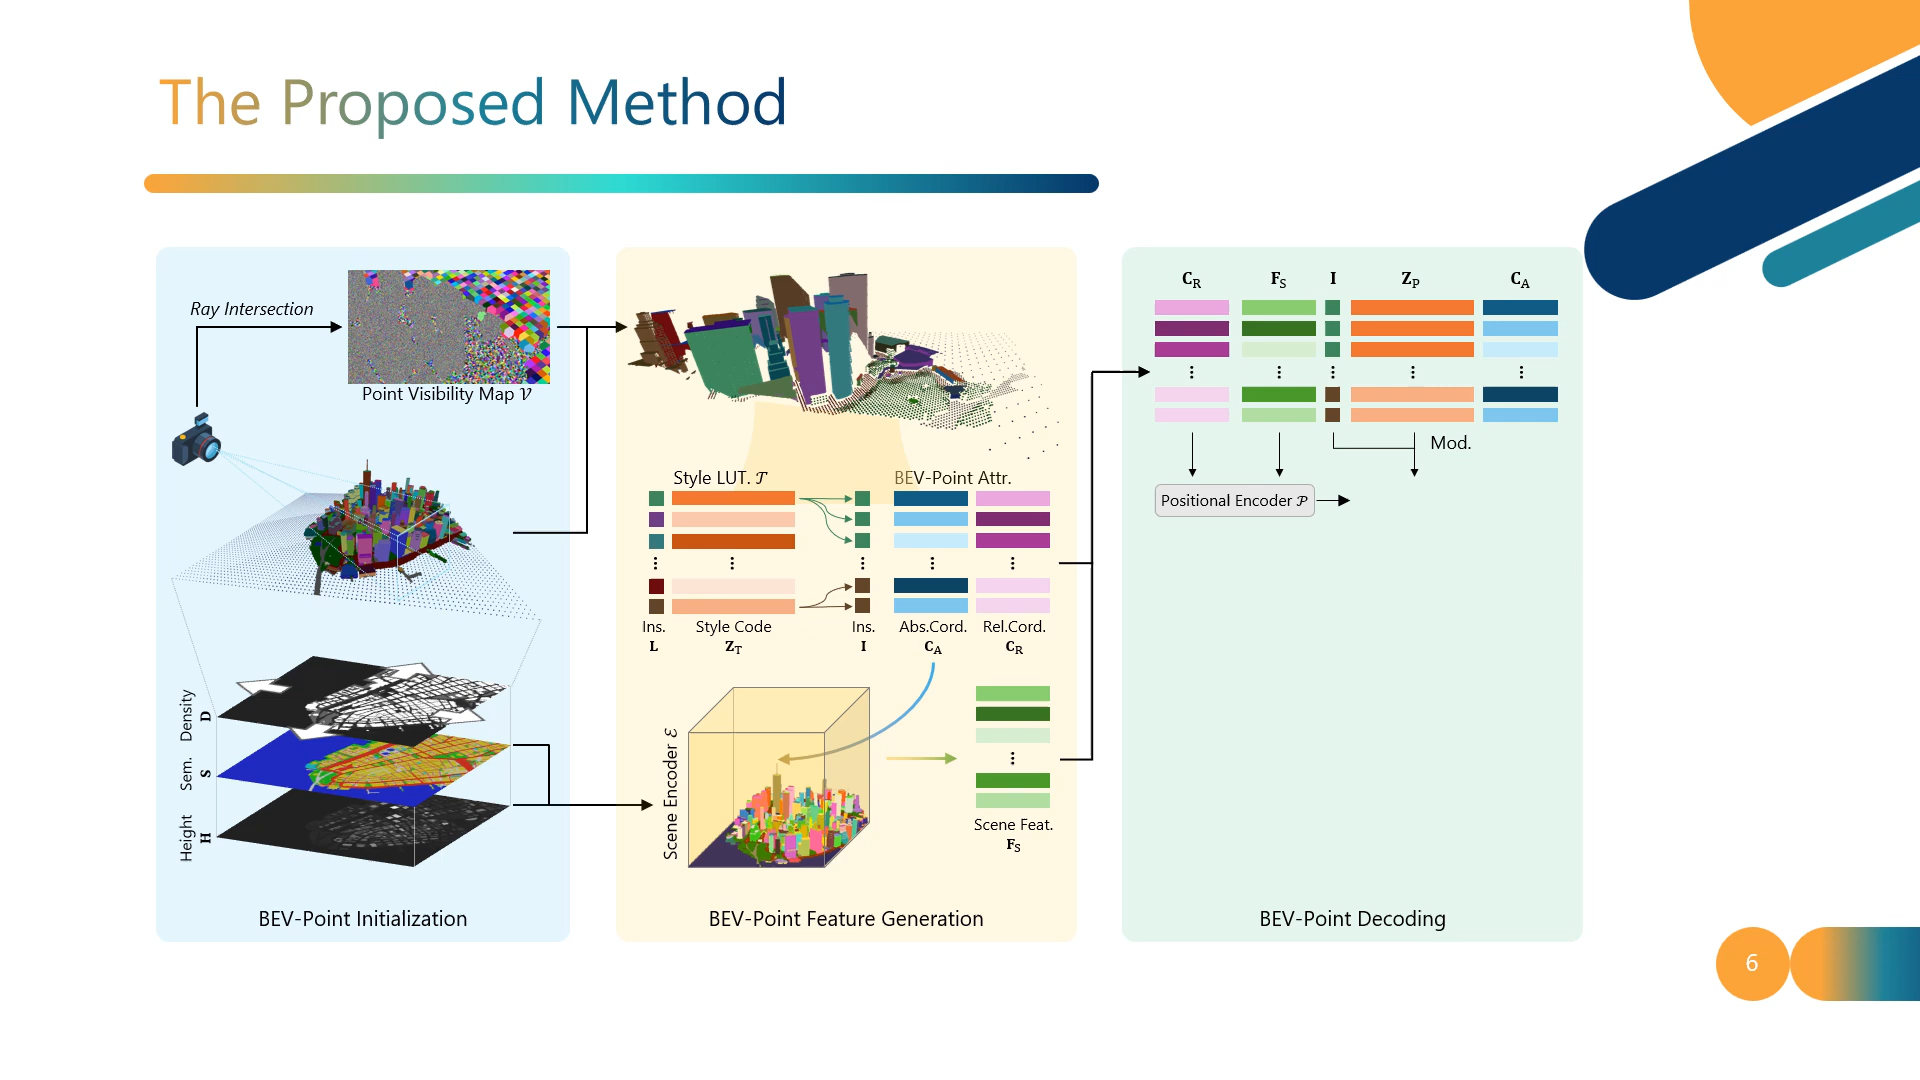 The Proposed Method
Ray Intersection
Point Visibility Map 𝒱
Density
D
Sem.
S
Height
H
BEV-Point Initialization
Style LUT. 𝒯
BEV-Point Attr.
Ins.
Style Code
Ins.
Abs.Cord.
Rel.Cord.
L
Z_T
I
C_A
C_R
Scene Encoder ℰ
Scene Feat.
F_S
BEV-Point Feature Generation
C_R
F_S
I
Z_P
C_A
Mod.
Positional Encoder 𝒫
BEV-Point Decoding
6